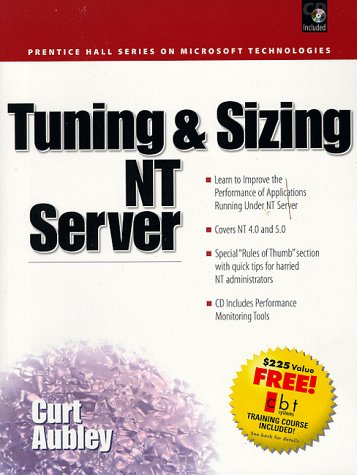 CD
Included
PRENTICE HALL SERIES ON MICROSOFT TECHNOLOGIES
Tuning & Sizing
NT
Server
Learn to Improve the
Performance of Applications
Running Under NT Server
Covers NT 4.0 and 5.0
Special "Rules of Thumb" section
with quick tips for harried
NT administrators
CD Includes Performance
Monitoring Tools
$225 Value
FREE!
cbt
systems
TRAINING COURSE
INCLUDED!
See back for details
Curt
Aubley